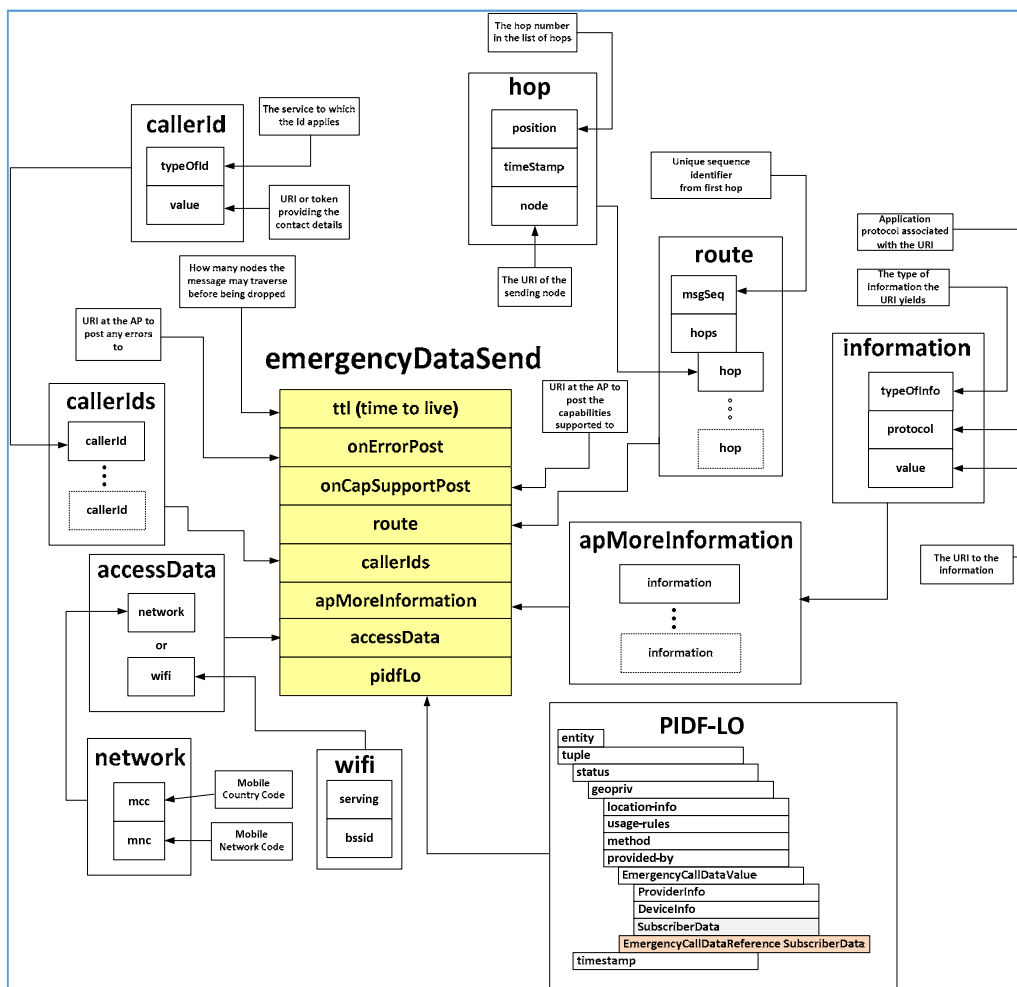 The hop number
in the list of hops
hop
position
timeStamp
node
The URI of the
sending node
callerId
typeOfId
value
The service to which
the Id applies
URI or token
providing the
contact details
Unique sequence
identifier
from first hop
route
msgSeq
hops
hop
hop
Application
protocol associated
with the URI
The type of
information the
URI yields
information
typeOfInfo
protocol
value
The URI to the
information
How many nodes the
message may traverse
before being dropped
URI at the AP to
post any errors
to
emergencyDataSend
ttl (time to live)
onErrorPost
onCapSupportPost
route
callerIds
apMoreInformation
accessData
pidfLo
URI at the AP to
post the
capabilities
supported to
callerIds
callerId
callerId
accessData
network
or
wifi
apMoreInformation
information
information
network
mcc
mnc
Mobile
Country Code
Mobile
Network Code
wifi
serving
bssid
PIDF-LO
entity
tuple
status
geopriv
location-info
usage-rules
method
provided-by
EmergencyCallDataValue
ProviderInfo
DeviceInfo
SubscriberData
EmergencyCallDataReference SubscriberData
timestamp